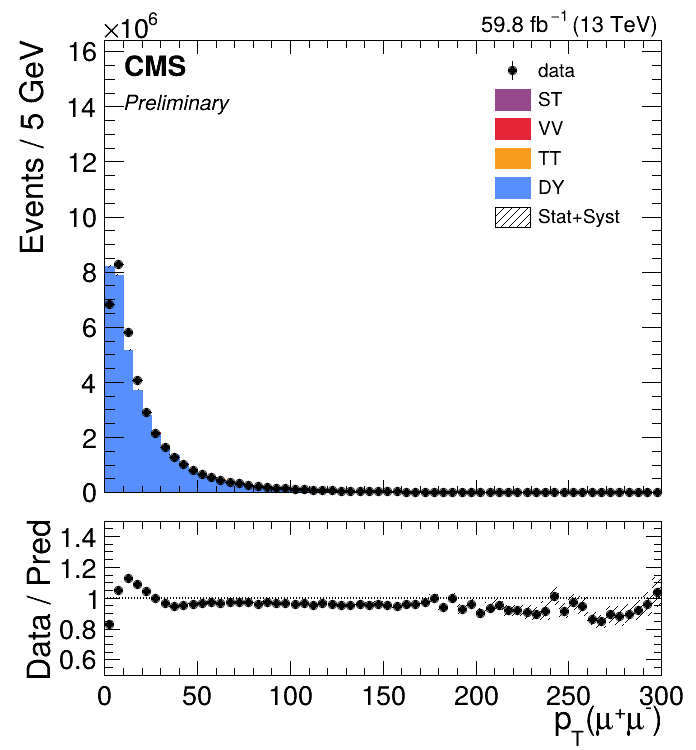 ×10⁶
59.8 fb⁻¹ (13 TeV)
CMS
Preliminary
data
ST
VV
TT
DY
Stat+Syst
Events / 5 GeV
16
14
12
10
8
6
4
2
0
Data / Pred
1.4
1.2
1
0.8
0.6
0 50 100 150 200 250 300
p_T(μ⁺μ⁻)